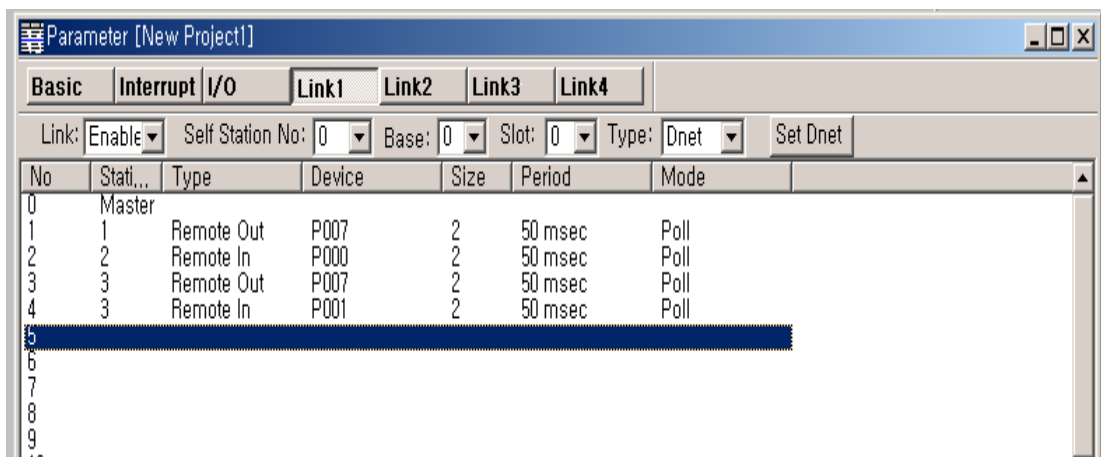 Parameter [New Project1]
Basic Interrupt I/O Link1 Link2 Link3 Link4
Link: Enable Self Station No: 0 Base: 0 Slot: 0 Type: Dnet Set Dnet
No Stati... Type Device Size Period Mode
0 Master
1 1 Remote Out P007 2 50 msec Poll
2 2 Remote In P000 2 50 msec Poll
3 3 Remote Out P007 2 50 msec Poll
4 3 Remote In P001 2 50 msec Poll
5
6
7
8
9